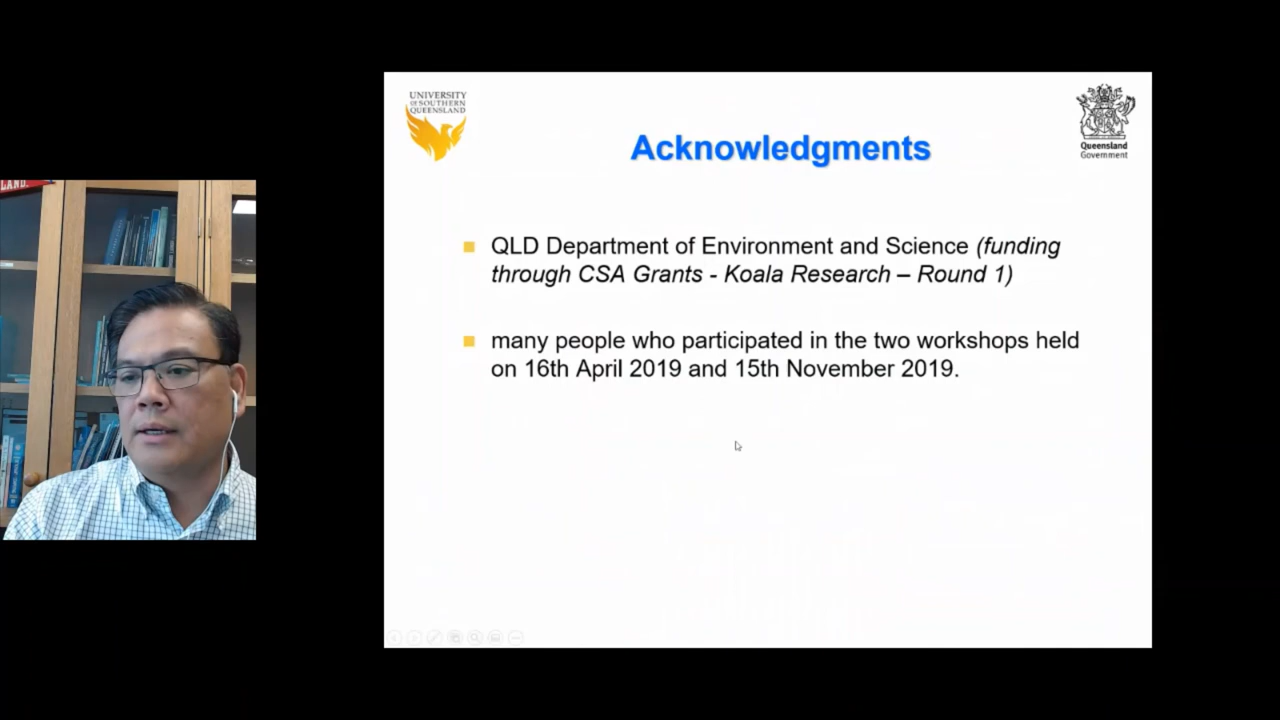 LAND.
UNIVERSITY
OF SOUTHERN
QUEENSLAND
Queensland
Government
Acknowledgments
QLD Department of Environment and Science (funding
through CSA Grants - Koala Research – Round 1)
many people who participated in the two workshops held
on 16th April 2019 and 15th November 2019.